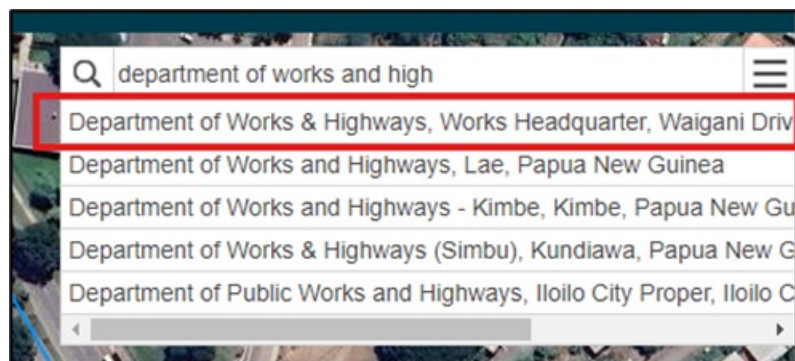 department of works and high
Department of Works & Highways, Works Headquarter, Waigani Driv
Department of Works and Highways, Lae, Papua New Guinea
Department of Works and Highways - Kimbe, Kimbe, Papua New Gu
Department of Works & Highways (Simbu), Kundiawa, Papua New G
Department of Public Works and Highways, Iloilo City Proper, Iloilo C